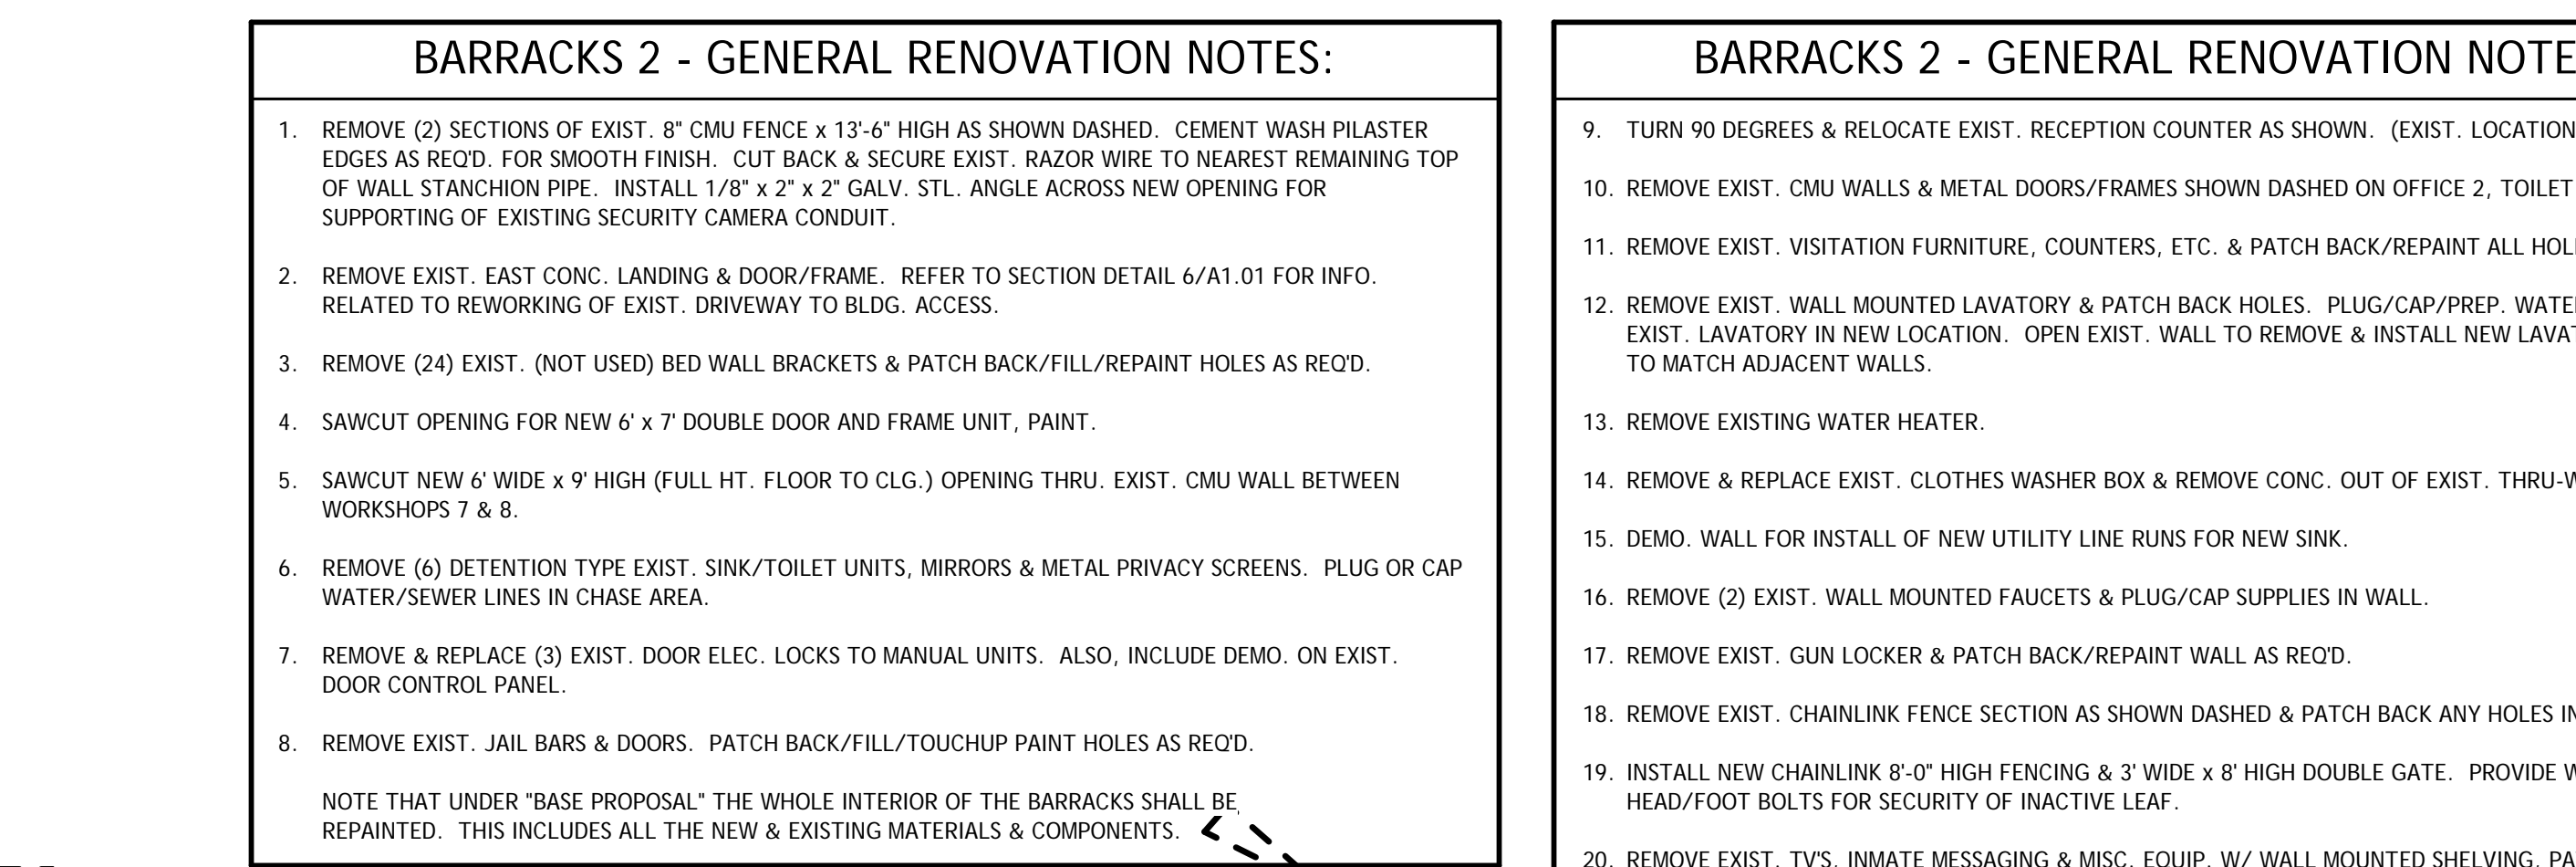 BARRACKS 2 - GENERAL RENOVATION NOTES:
1. REMOVE (2) SECTIONS OF EXIST. 8" CMU FENCE x 13'-6" HIGH AS SHOWN DASHED. CEMENT WASH PILASTER
EDGES AS REQ'D. FOR SMOOTH FINISH. CUT BACK & SECURE EXIST. RAZOR WIRE TO NEAREST REMAINING TOP
OF WALL STANCHION PIPE. INSTALL 1/8" x 2" x 2" GALV. STL. ANGLE ACROSS NEW OPENING FOR
SUPPORTING OF EXISTING SECURITY CAMERA CONDUIT.
2. REMOVE EXIST. EAST CONC. LANDING & DOOR/FRAME. REFER TO SECTION DETAIL 6/A1.01 FOR INFO.
RELATED TO REWORKING OF EXIST. DRIVEWAY TO BLDG. ACCESS.
3. REMOVE (24) EXIST. (NOT USED) BED WALL BRACKETS & PATCH BACK/FILL/REPAINT HOLES AS REQ'D.
4. SAWCUT OPENING FOR NEW 6' x 7' DOUBLE DOOR AND FRAME UNIT, PAINT.
5. SAWCUT NEW 6' WIDE x 9' HIGH (FULL HT. FLOOR TO CLG.) OPENING THRU. EXIST. CMU WALL BETWEEN
WORKSHOPS 7 & 8.
6. REMOVE (6) DETENTION TYPE EXIST. SINK/TOILET UNITS, MIRRORS & METAL PRIVACY SCREENS. PLUG OR CAP
WATER/SEWER LINES IN CHASE AREA.
7. REMOVE & REPLACE (3) EXIST. DOOR ELEC. LOCKS TO MANUAL UNITS. ALSO, INCLUDE DEMO. ON EXIST.
DOOR CONTROL PANEL.
8. REMOVE EXIST. JAIL BARS & DOORS. PATCH BACK/FILL/TOUCHUP PAINT HOLES AS REQ'D.
NOTE THAT UNDER "BASE PROPOSAL" THE WHOLE INTERIOR OF THE BARRACKS SHALL BE
REPAINTED. THIS INCLUDES ALL THE NEW & EXISTING MATERIALS & COMPONENTS.
BARRACKS 2 - GENERAL RENOVATION NOTE
9. TURN 90 DEGREES & RELOCATE EXIST. RECEPTION COUNTER AS SHOWN. (EXIST. LOCATION
10. REMOVE EXIST. CMU WALLS & METAL DOORS/FRAMES SHOWN DASHED ON OFFICE 2, TOILET
11. REMOVE EXIST. VISITATION FURNITURE, COUNTERS, ETC. & PATCH BACK/REPAINT ALL HOL
12. REMOVE EXIST. WALL MOUNTED LAVATORY & PATCH BACK HOLES. PLUG/CAP/PREP. WATE
EXIST. LAVATORY IN NEW LOCATION. OPEN EXIST. WALL TO REMOVE & INSTALL NEW LAVA
TO MATCH ADJACENT WALLS.
13. REMOVE EXISTING WATER HEATER.
14. REMOVE & REPLACE EXIST. CLOTHES WASHER BOX & REMOVE CONC. OUT OF EXIST. THRU-W
15. DEMO. WALL FOR INSTALL OF NEW UTILITY LINE RUNS FOR NEW SINK.
16. REMOVE (2) EXIST. WALL MOUNTED FAUCETS & PLUG/CAP SUPPLIES IN WALL.
17. REMOVE EXIST. GUN LOCKER & PATCH BACK/REPAINT WALL AS REQ'D.
18. REMOVE EXIST. CHAINLINK FENCE SECTION AS SHOWN DASHED & PATCH BACK ANY HOLES IN
19. INSTALL NEW CHAINLINK 8'-0" HIGH FENCING & 3' WIDE x 8' HIGH DOUBLE GATE. PROVIDE W
HEAD/FOOT BOLTS FOR SECURITY OF INACTIVE LEAF.
20. REMOVE EXIST. TV'S, INMATE MESSAGING & MISC. EQUIP. W/ WALL MOUNTED SHELVING. PA